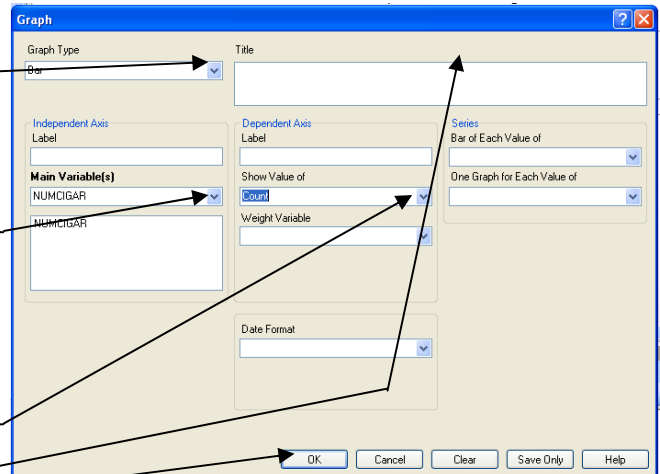 Graph
Graph Type
Title
Bar
Independent Axis
Label
Main Variable(s)
NUMCIGAR
NUMCIGAR
Dependent Axis
Label
Show Value of
Count
Weight Variable
Date Format
Series
Bar of Each Value of
One Graph for Each Value of
OK
Cancel
Clear
Save Only
Help